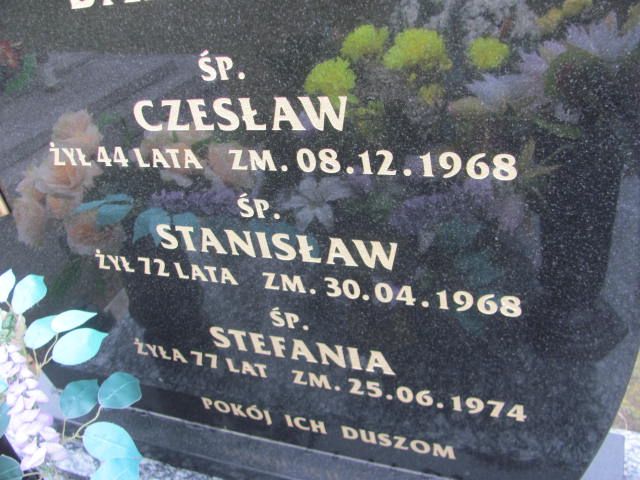 ŚP.
CZESŁAW
ŻYŁ 44 LATA ZM. 08.12.1968
ŚP.
STANISŁAW
ŻYŁ 72 LATA ZM. 30.04.1968
ŚP.
STEFANIA
ŻYŁA 77 LAT ZM. 25.06.1974
POKÓJ ICH DUSZOM